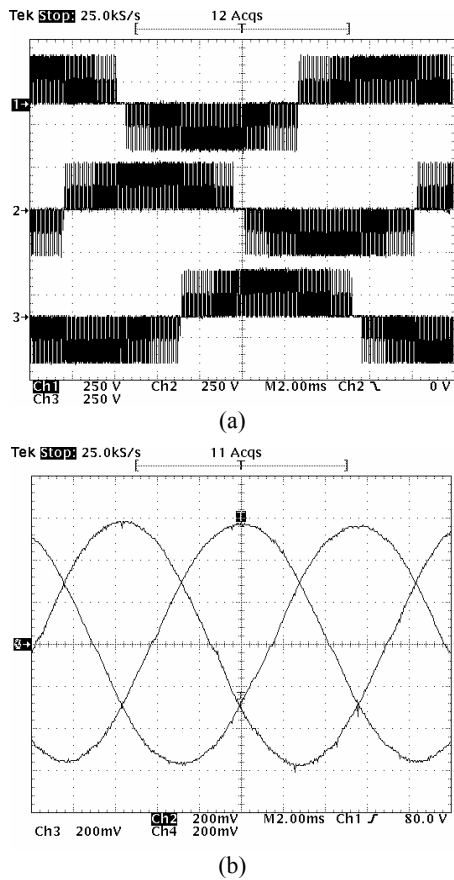 Tek Stop: 25.0kS/s 12 Acqs
T
1→
2→
3→
Ch1 250 V Ch2 250 V M2.00ms Ch2 ↘ 0 V
Ch3 250 V
(a)
Tek Stop: 25.0kS/s 11 Acqs
T
T
Ch2 200mV M2.00ms Ch1 ƒ 80.0 V
Ch3 200mV Ch4 200mV
(b)